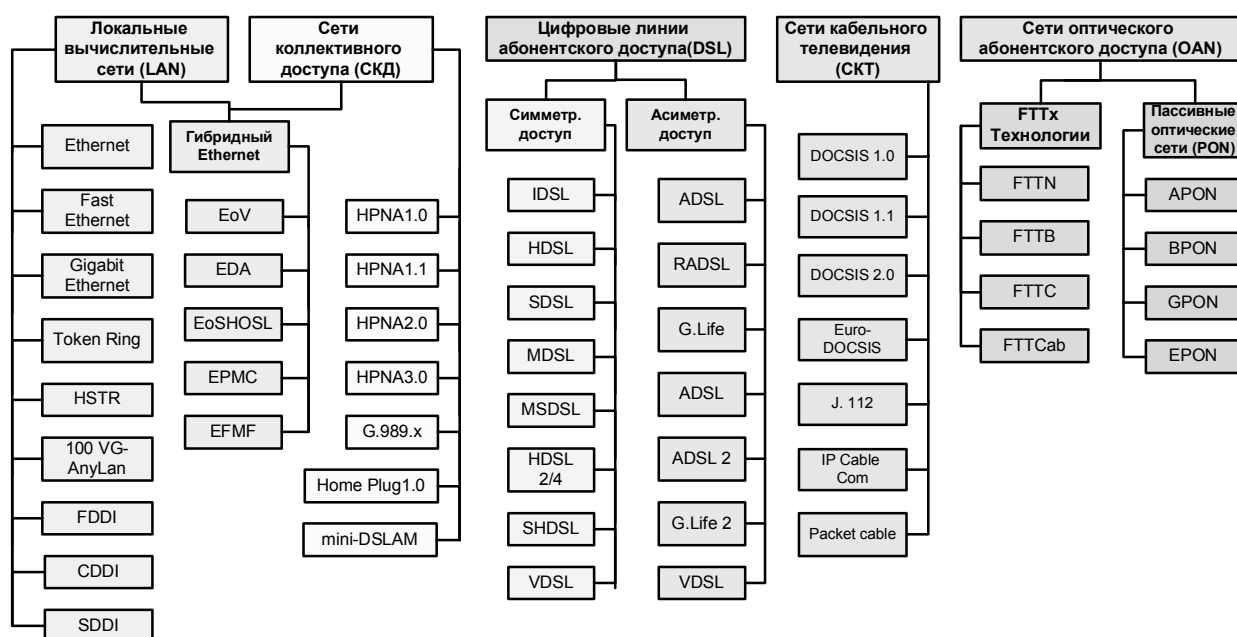 Локальные
вычислительные
сети (LAN)
Ethernet
Fast
Ethernet
Gigabit
Ethernet
Token Ring
HSTR
100 VG-
AnyLan
FDDI
CDDI
SDDI
Гибридный
Ethernet
EoV
EDA
EoSHOSL
EPMC
EFMF
Сети
коллективного
доступа (СКД)
HPNA1.0
HPNA1.1
HPNA2.0
HPNA3.0
G.989.x
Home Plug1.0
mini-DSLAM
Цифровые линии
абонентского доступа(DSL)
Симметр.
доступ
IDSL
HDSL
SDSL
MDSL
MSDSL
HDSL
2/4
SHDSL
VDSL
Асиметр.
доступ
ADSL
RADSL
G.Life
ADSL
ADSL 2
G.Life 2
VDSL
Сети кабельного
телевидения
(СКТ)
DOCSIS 1.0
DOCSIS 1.1
DOCSIS 2.0
Euro-
DOCSIS
J. 112
IP Cable
Com
Packet cable
Сети оптического
абонентского доступа (OAN)
FTTx
Технологии
FTTN
FTTB
FTTC
FTTCab
Пассивные
оптические
сети (PON)
APON
BPON
GPON
EPON